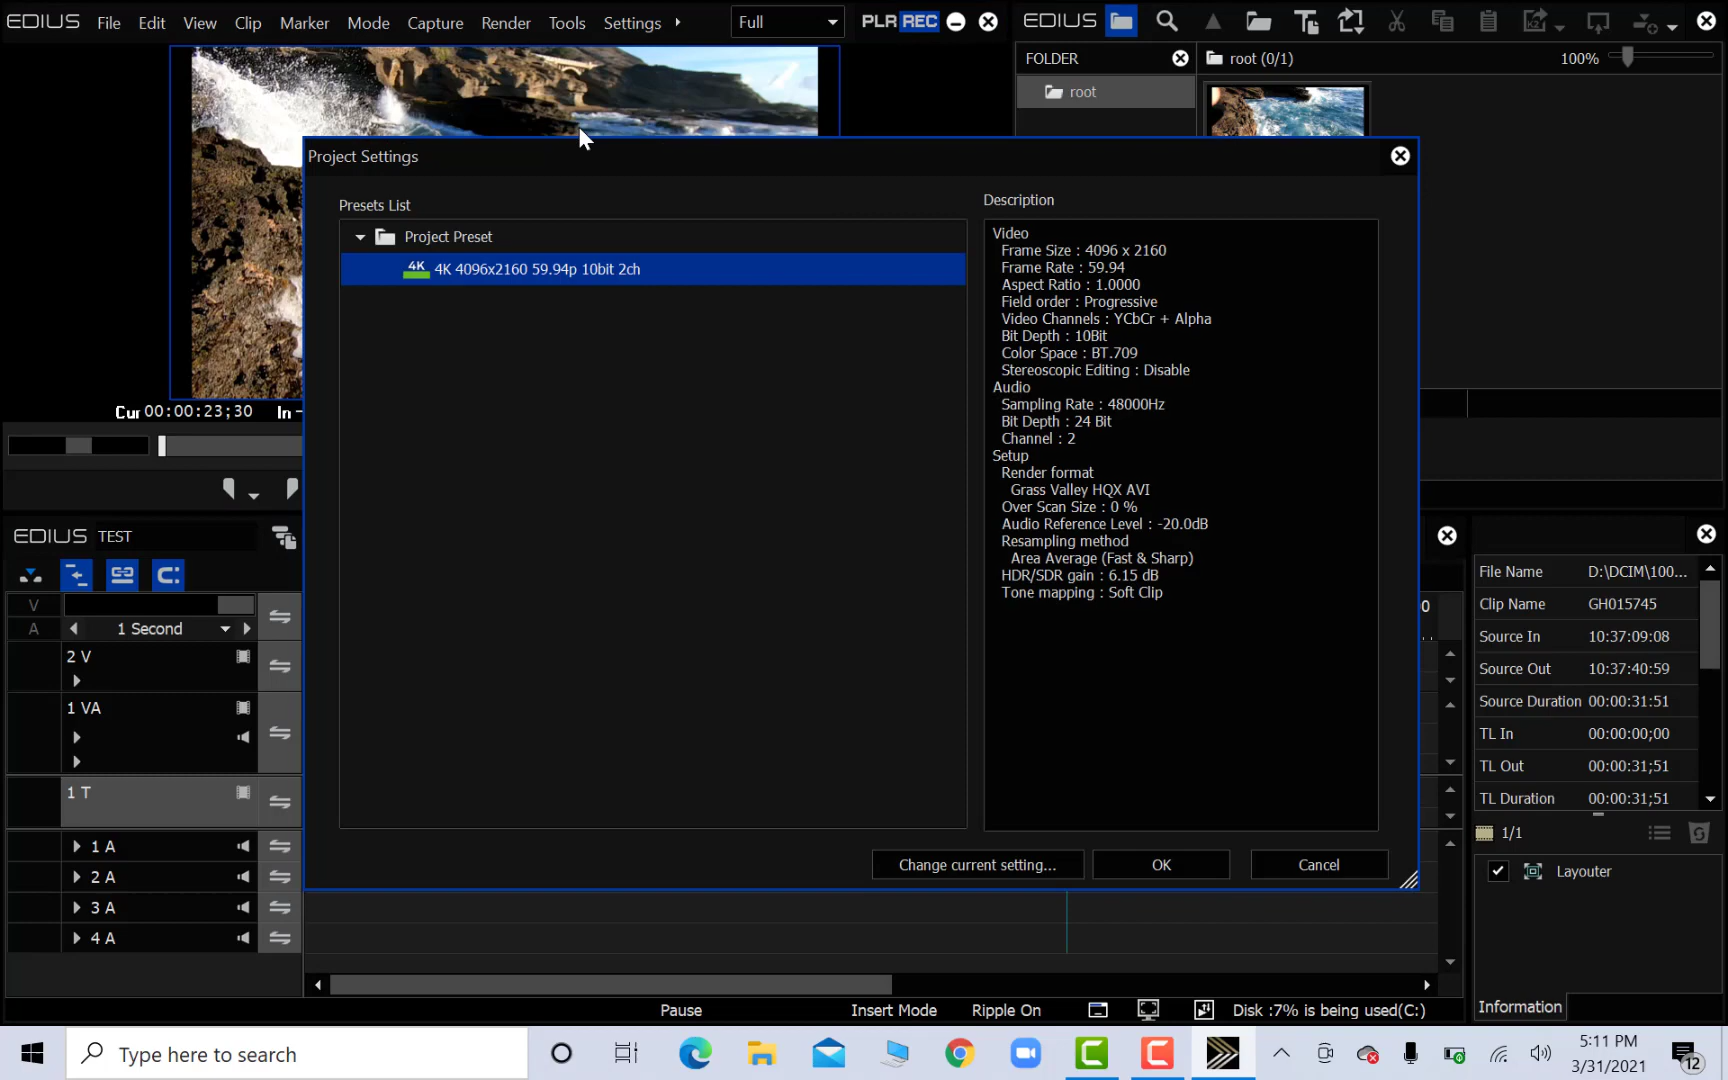 EDIUS File Edit View Clip Marker Mode Capture Render Tools Settings Full PLR REC
EDIUS
FOLDER
root (0/1)
100%
root
Project Settings
Presets List
Project Preset
4K 4K 4096x2160 59.94p 10bit 2ch
Description
Video
Frame Size : 4096 x 2160
Frame Rate : 59.94
Aspect Ratio : 1.0000
Field order : Progressive
Video Channels : YCbCr + Alpha
Bit Depth : 10Bit
Color Space : BT.709
Stereoscopic Editing : Disable
Audio
Sampling Rate : 48000Hz
Bit Depth : 24 Bit
Channel : 2
Setup
Render format
Grass Valley HQX AVI
Over Scan Size : 0 %
Audio Reference Level : -20.0dB
Resampling method
Area Average (Fast & Sharp)
HDR/SDR gain : 6.15 dB
Tone mapping : Soft Clip
Change current setting...
OK
Cancel
Cur 00:00:23;30 In
EDIUS TEST
V
A
1 Second
2 V
1 VA
1 T
1 A
2 A
3 A
4 A
File Name D:\DCIM\100...
Clip Name GH015745
Source In 10:37:09:08
Source Out 10:37:40:59
Source Duration 00:00:31:51
TL In 00:00:00;00
TL Out 00:00:31;51
TL Duration 00:00:31;51
1/1
Layouter
Information
Pause
Insert Mode
Ripple On
Disk :7% is being used(C:)
Type here to search
5:11 PM
3/31/2021
12